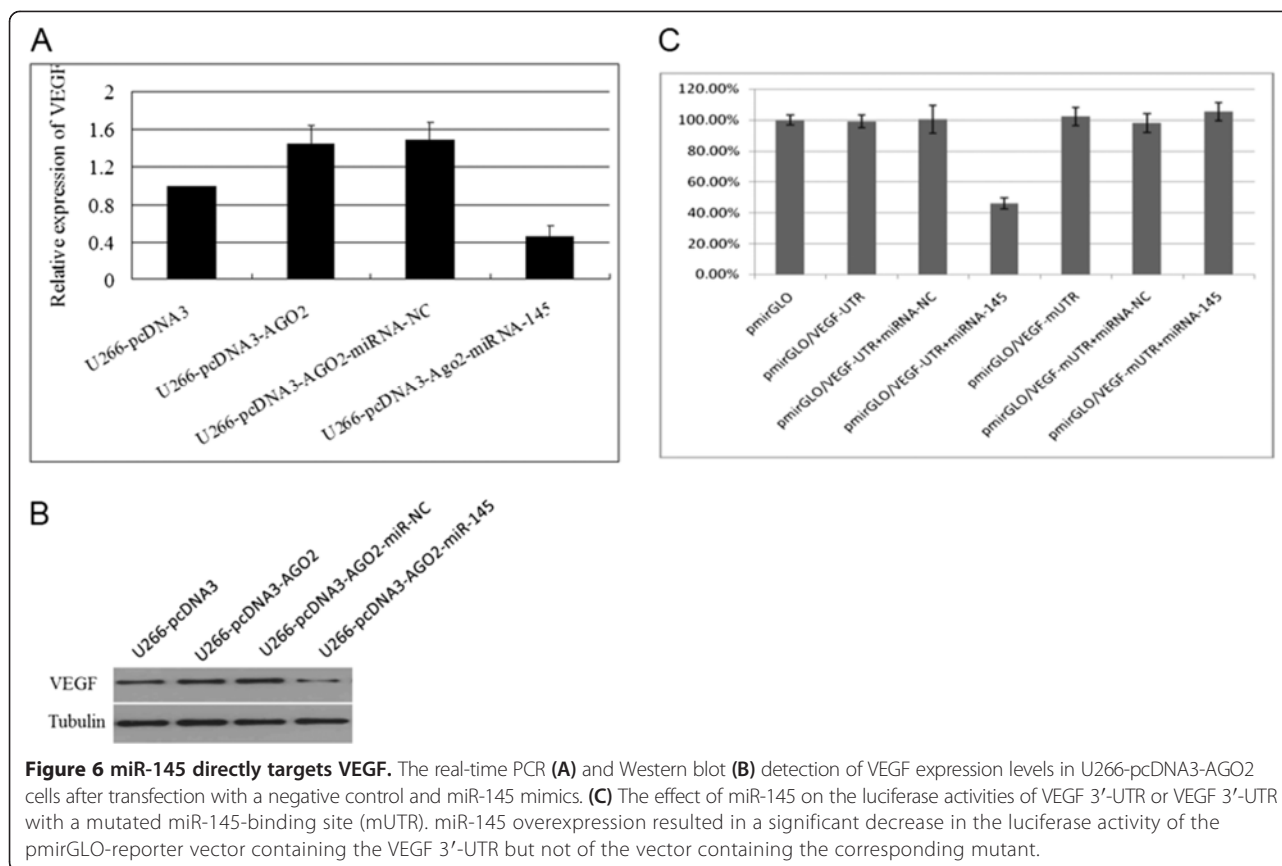 A
Relative expression of VEGF
2
1.6
1.2
0.8
0.4
0
U266-pcDNA3
U266-pcDNA3-AGO2
U266-pcDNA3-AGO2-miRNA-NC
U266-pcDNA3-Ago2-miRNA-145
C
120.00%
100.00%
80.00%
60.00%
40.00%
20.00%
0.00%
pmirGLO
pmirGLO/VEGF-UTR
pmirGLO/VEGF-UTR+miRNA-NC
pmirGLO/VEGF-UTR+miRNA-145
pmirGLO/VEGF-mUTR
pmirGLO/VEGF-mUTR+miRNA-NC
pmirGLO/VEGF-mUTR+miRNA-145
B
U266-pcDNA3
U266-pcDNA3-AGO2
U266-pcDNA3-AGO2-miR-NC
U266-pcDNA3-AGO2-miR-145
VEGF
Tubulin
Figure 6 miR-145 directly targets VEGF. The real-time PCR (A) and Western blot (B) detection of VEGF expression levels in U266-pcDNA3-AGO2
cells after transfection with a negative control and miR-145 mimics. (C) The effect of miR-145 on the luciferase activities of VEGF 3′-UTR or VEGF 3′-UTR
with a mutated miR-145-binding site (mUTR). miR-145 overexpression resulted in a significant decrease in the luciferase activity of the
pmirGLO-reporter vector containing the VEGF 3′-UTR but not of the vector containing the corresponding mutant.